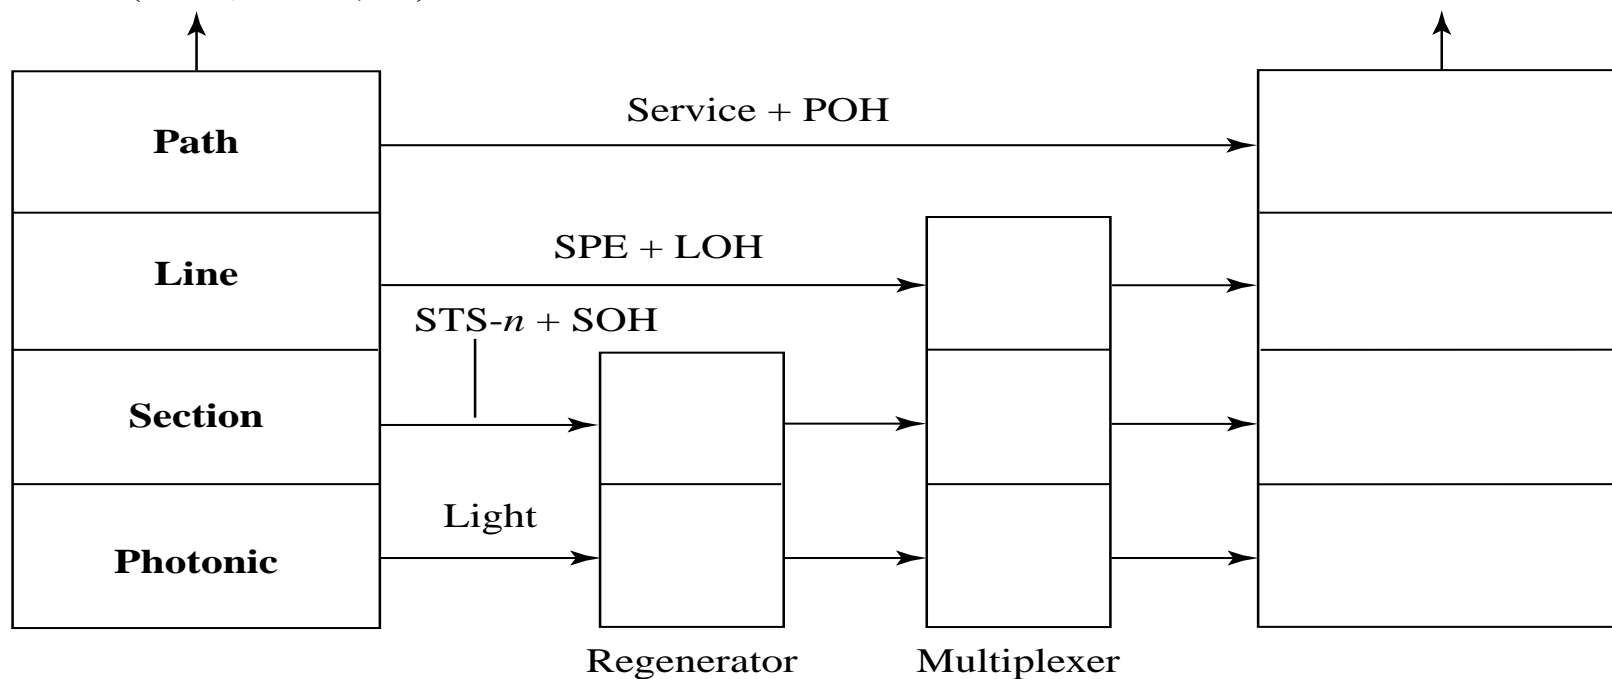 Service + POH
Path
SPE + LOH
Line
STS-n + SOH
Section
Light
Photonic
Regenerator
Multiplexer